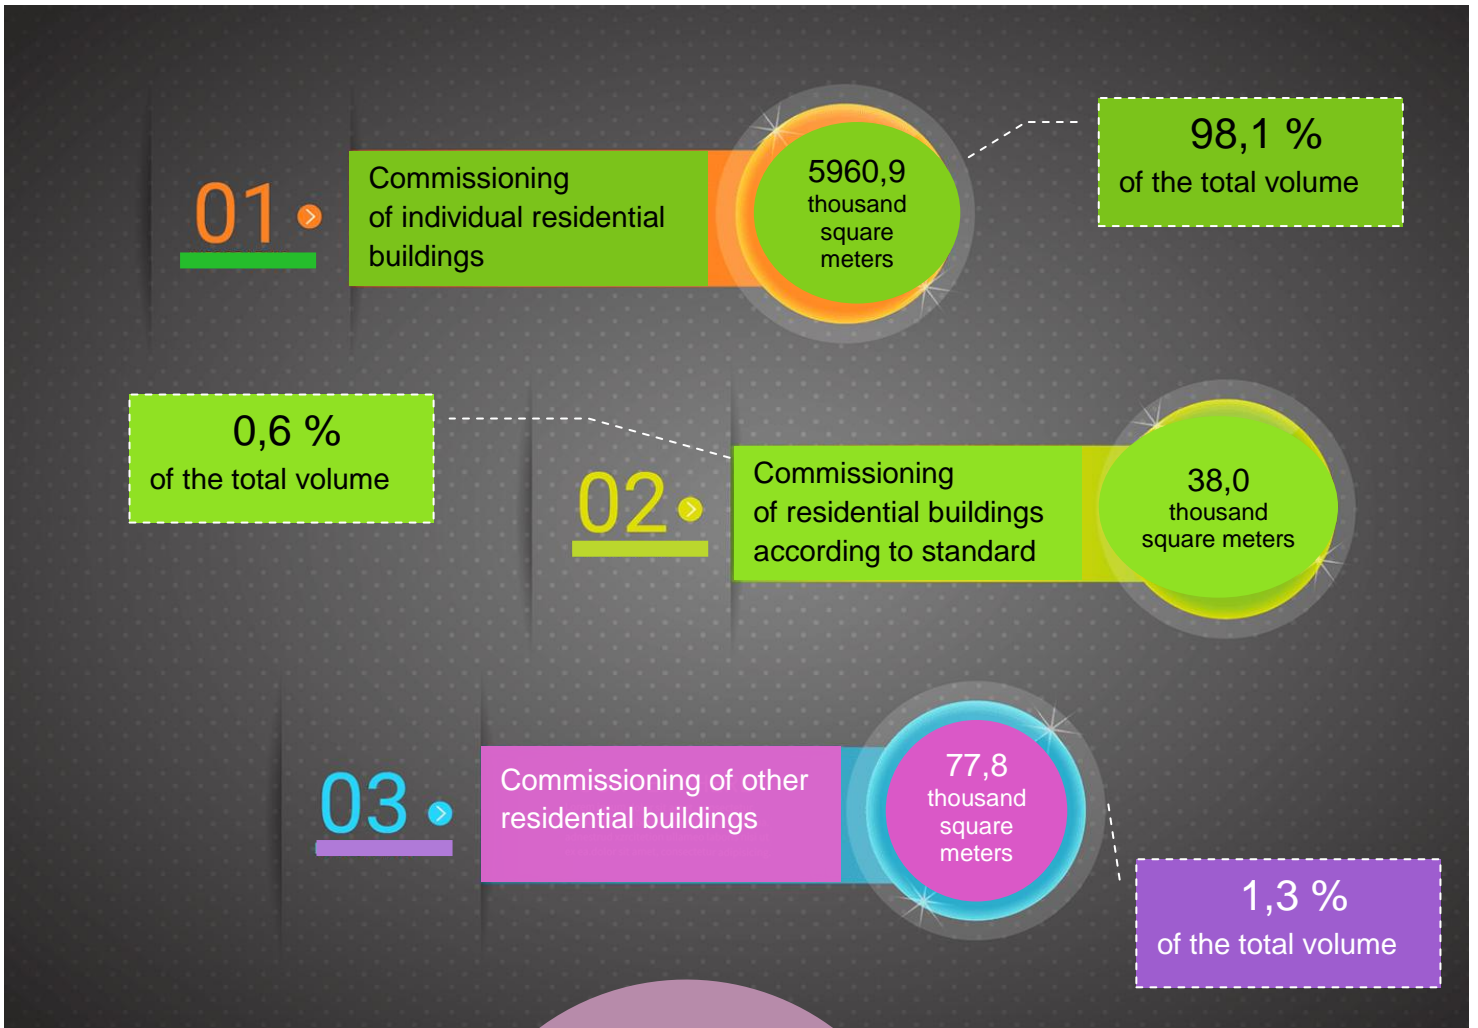 01
Commissioning
of individual residential
buildings
5960,9
thousand
square
meters
98,1 %
of the total volume
0,6 %
of the total volume
02
Commissioning
of residential buildings
according to standard
38,0
thousand
square meters
03
Commissioning of other
residential buildings
77,8
thousand
square
meters
1,3 %
of the total volume